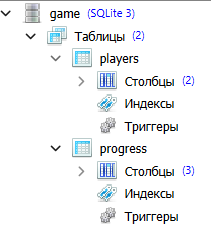 game (SQLite 3)
Таблицы (2)
players
Столбцы (2)
Индексы
Триггеры
progress
Столбцы (3)
Индексы
Триггеры